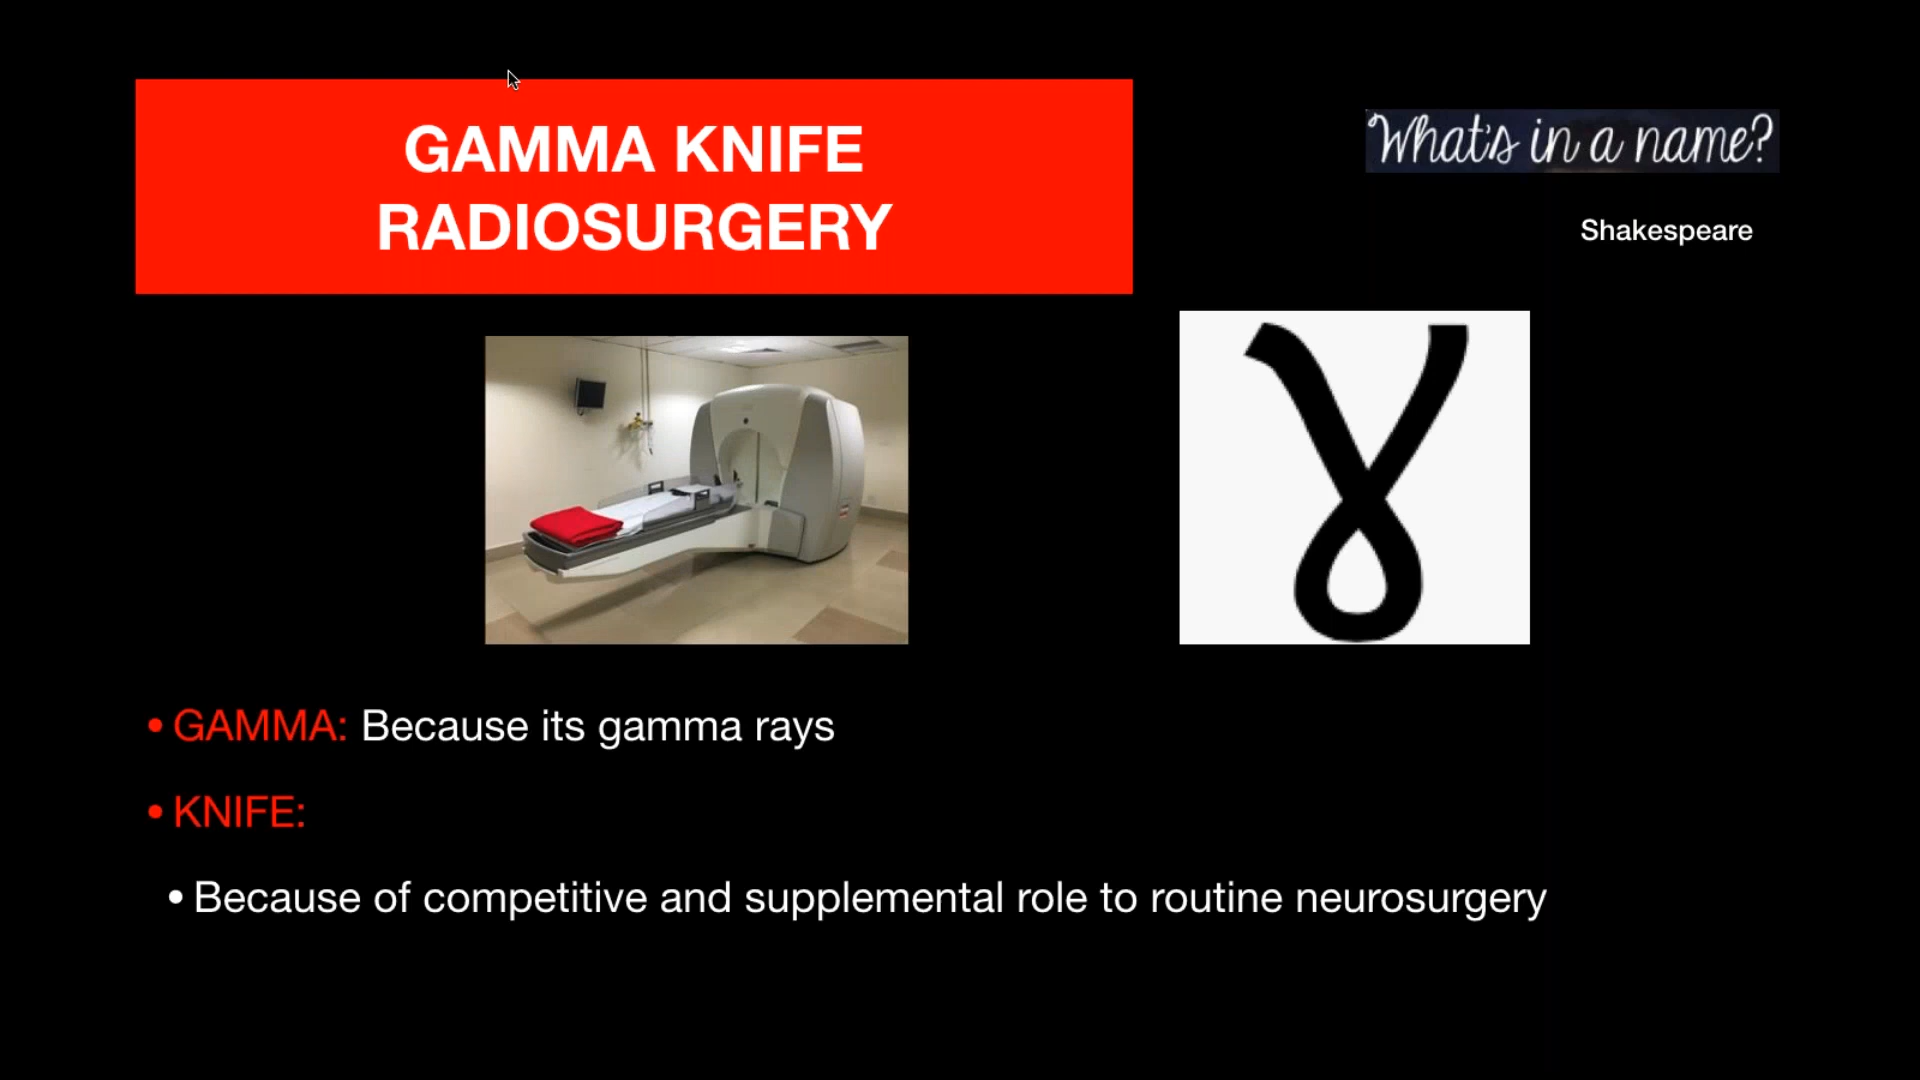 GAMMA KNIFE
RADIOSURGERY
What's in a name?
Shakespeare
γ
• GAMMA: Because its gamma rays
• KNIFE:
• Because of competitive and supplemental role to routine neurosurgery